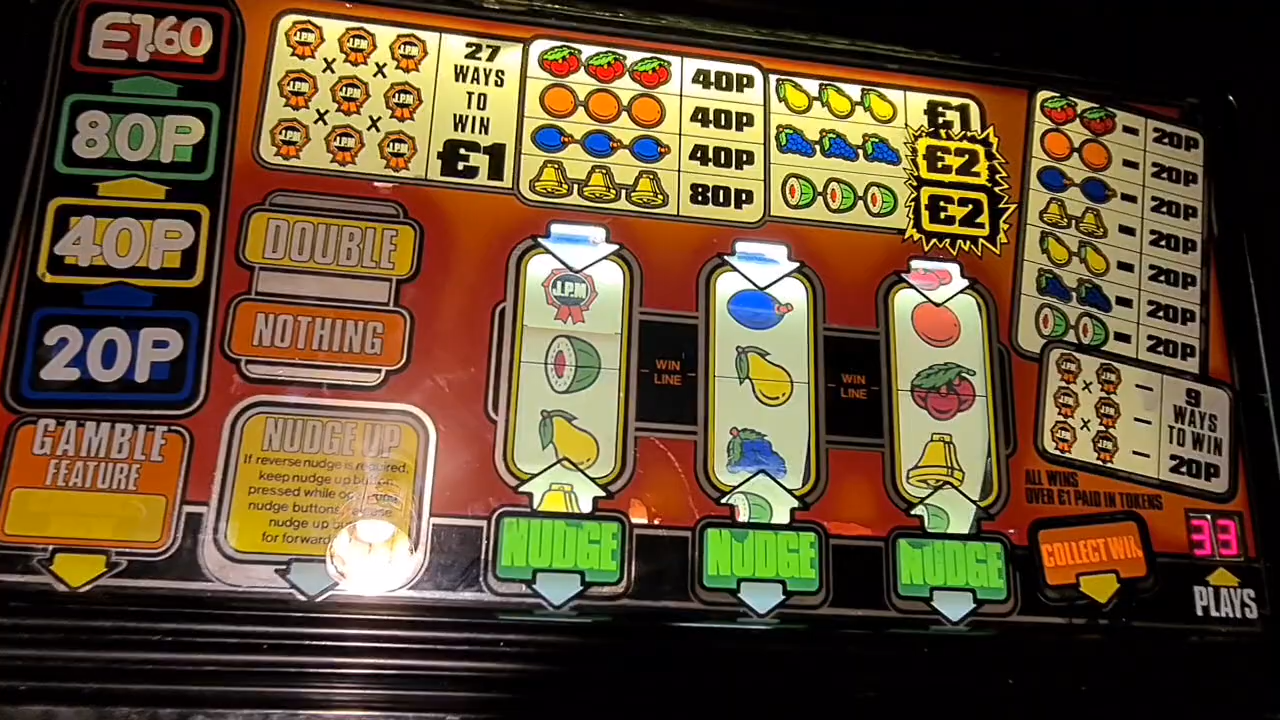 £1.60
80P
40P
20P
GAMBLE
FEATURE
J.P.M J.P.M J.P.M
J.P.M J.P.M J.P.M
J.P.M J.P.M J.P.M
27
WAYS
TO
WIN
£1
40P
40P
40P
80P
£1
£2
£2
20P
20P
20P
20P
20P
20P
20P
J.P.M J.P.M
J.P.M J.P.M
J.P.M J.P.M
9
WAYS
TO WIN
20P
DOUBLE
NOTHING
NUDGE UP
If reverse nudge is required,
keep nudge up button
pressed while
nudge buttons,
nudge up
for forward
J.P.M
WIN
LINE
WIN
LINE
NUDGE
NUDGE
NUDGE
ALL WINS
OVER £1 PAID IN TOKENS
COLLECT WIN
33
PLAYS